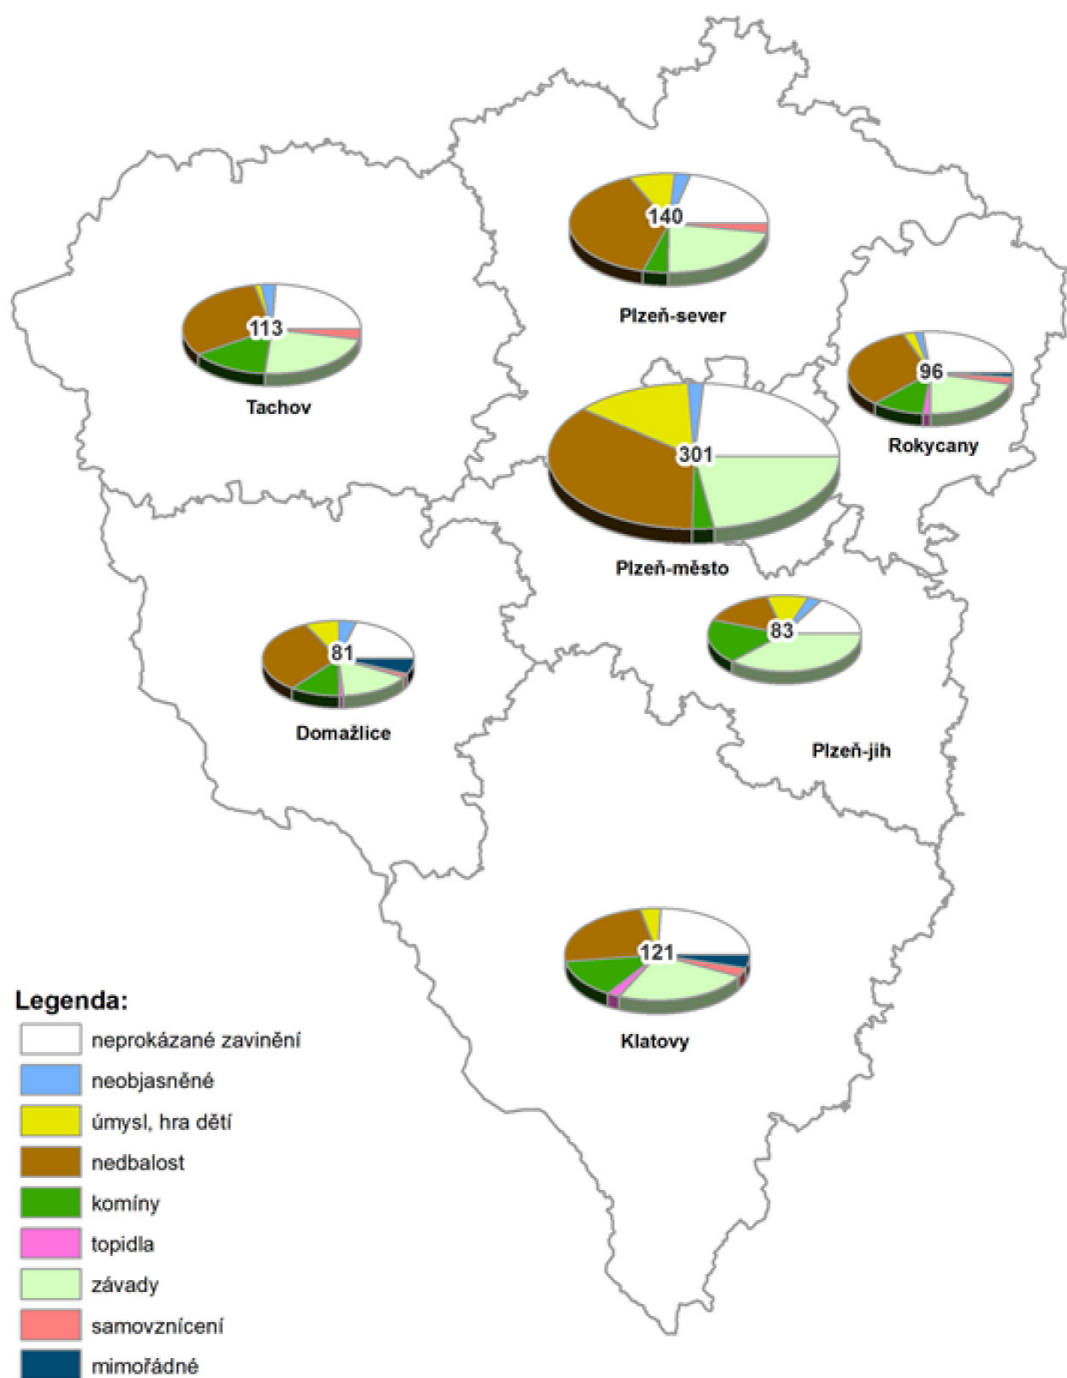 140
Plzeň-sever
113
Tachov
96
Rokycany
301
Plzeň-město
83
Plzeň-jih
81
Domažlice
121
Klatovy
Legenda:
neprokázané zavinění
neobjasněné
úmysl, hra dětí
nedbalost
komíny
topidla
závady
samovznícení
mimořádné